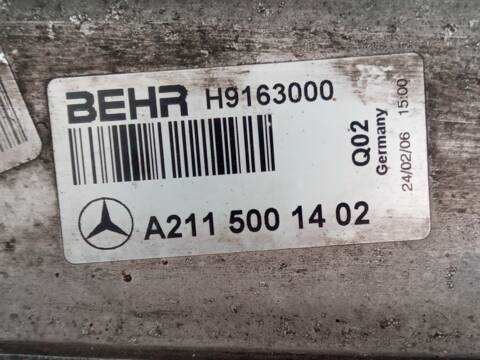 BEHR H9163000
A211 500 14 02
Q02
Germany
24/02/06 15:00